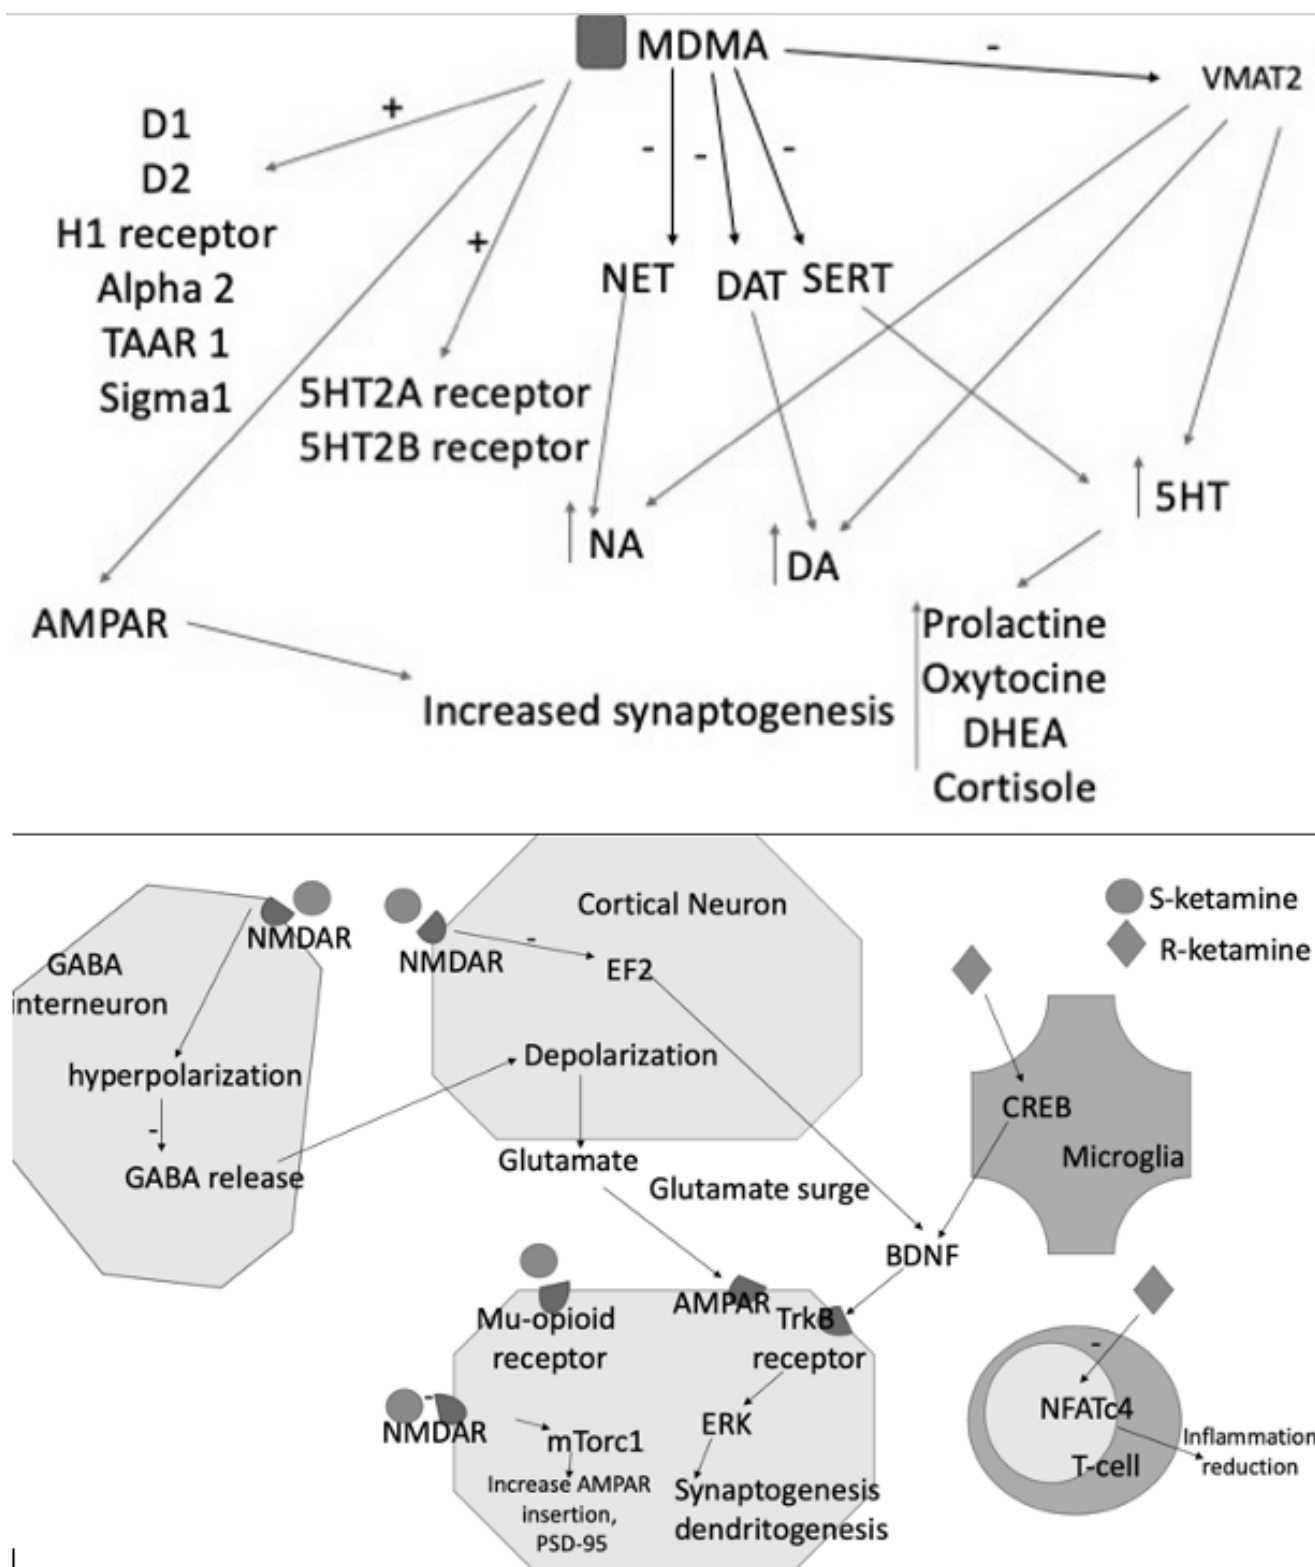 MDMA
-
VMAT2
+
D1
D2
H1 receptor
Alpha 2
TAAR 1
Sigma1
+
-
-
-
NET
DAT
SERT
5HT2A receptor
5HT2B receptor
NA
DA
5HT
AMPAR
Increased synaptogenesis
Prolactine
Oxytocine
DHEA
Cortisole
S-ketamine
R-ketamine
GABA
interneuron
NMDAR
hyperpolarization
-
GABA release
Cortical Neuron
NMDAR
-
EF2
Depolarization
Glutamate
Glutamate surge
CREB
Microglia
BDNF
Mu-opioid
receptor
AMPAR
TrkB
receptor
NMDAR
-
mTorc1
Increase AMPAR
insertion,
PSD-95
ERK
Synaptogenesis
dendritogenesis
-
NFATc4
T-cell
Inflammation
reduction